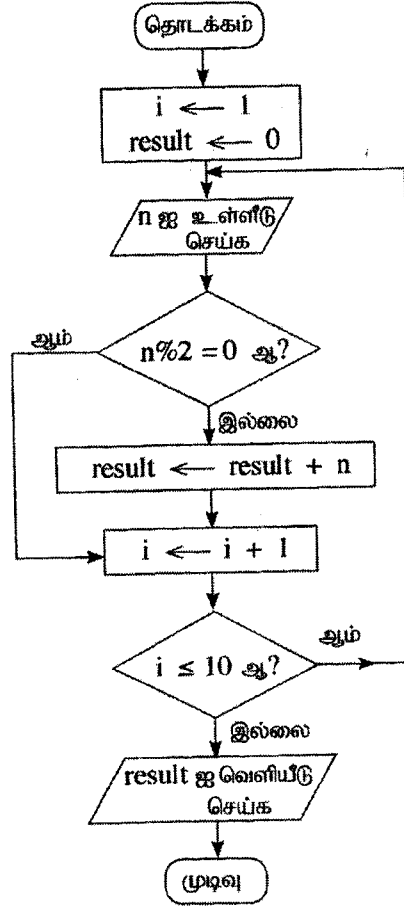 தொடக்கம்
i ← 1
result ← 0
n ஐ உள்ளீடு
செய்க
ஆம்
n%2 = 0 ஆ?
இல்லை
result ← result + n
i ← i + 1
ஆம்
i ≤ 10 ஆ?
இல்லை
result ஐ வெளியீடு
செய்க
முடிவு